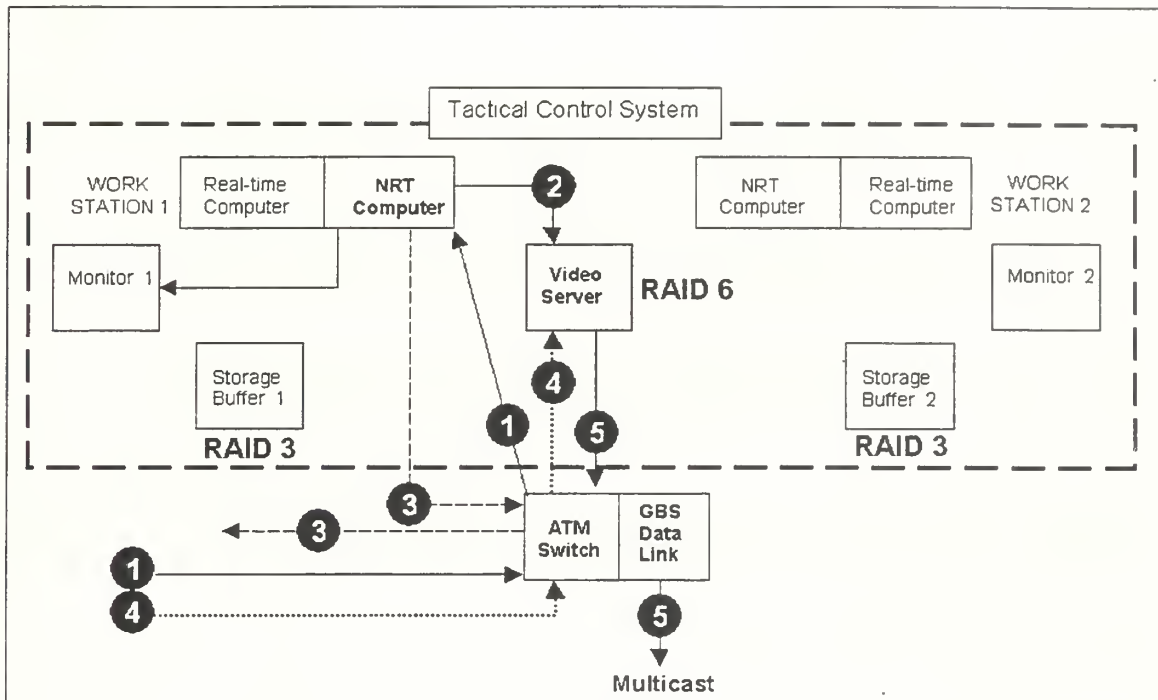 Tactical Control System
WORK
STATION 1
Real-time
Computer
NRT
Computer
2
NRT
Computer
Real-time
Computer
WORK
STATION 2
Monitor 1
Video
Server
RAID 6
Monitor 2
Storage
Buffer 1
RAID 3
4
1
5
Storage
Buffer 2
RAID 3
3
3
ATM
Switch
GBS
Data
Link
1
4
5
Multicast